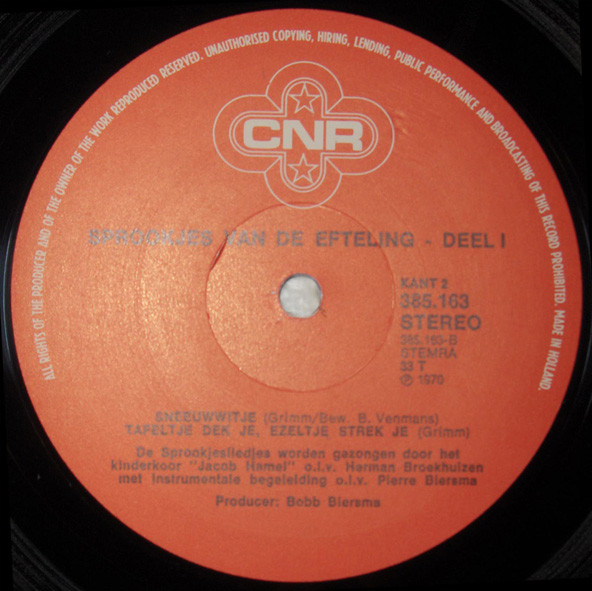 ALL RIGHTS OF THE PRODUCER AND OF THE OWNER OF THE WORK REPRODUCED RESERVED. UNAUTHORISED COPYING, HIRING, LENDING, PUBLIC PERFORMANCE AND BROADCASTING OF THIS RECORD PROHIBITED. MADE IN HOLLAND.
CNR
SPROOKJES VAN DE EFTELING - DEEL I
KANT 2
385.163
STEREO
385.163-B
STEMRA
33 T
℗ 1970
SNEEUWWITJE (Grimm/Bew. B. Venmans)
TAFELTJE DEK JE, EZELTJE STREK JE (Grimm)
De Sprookjesliedjes worden gezongen door het
kinderkoor "Jacob Hamel" o.l.v. Herman Broekhuizen
met instrumentale begeleiding o.l.v. Pierre Biersma
Producer: Bobb Biersma